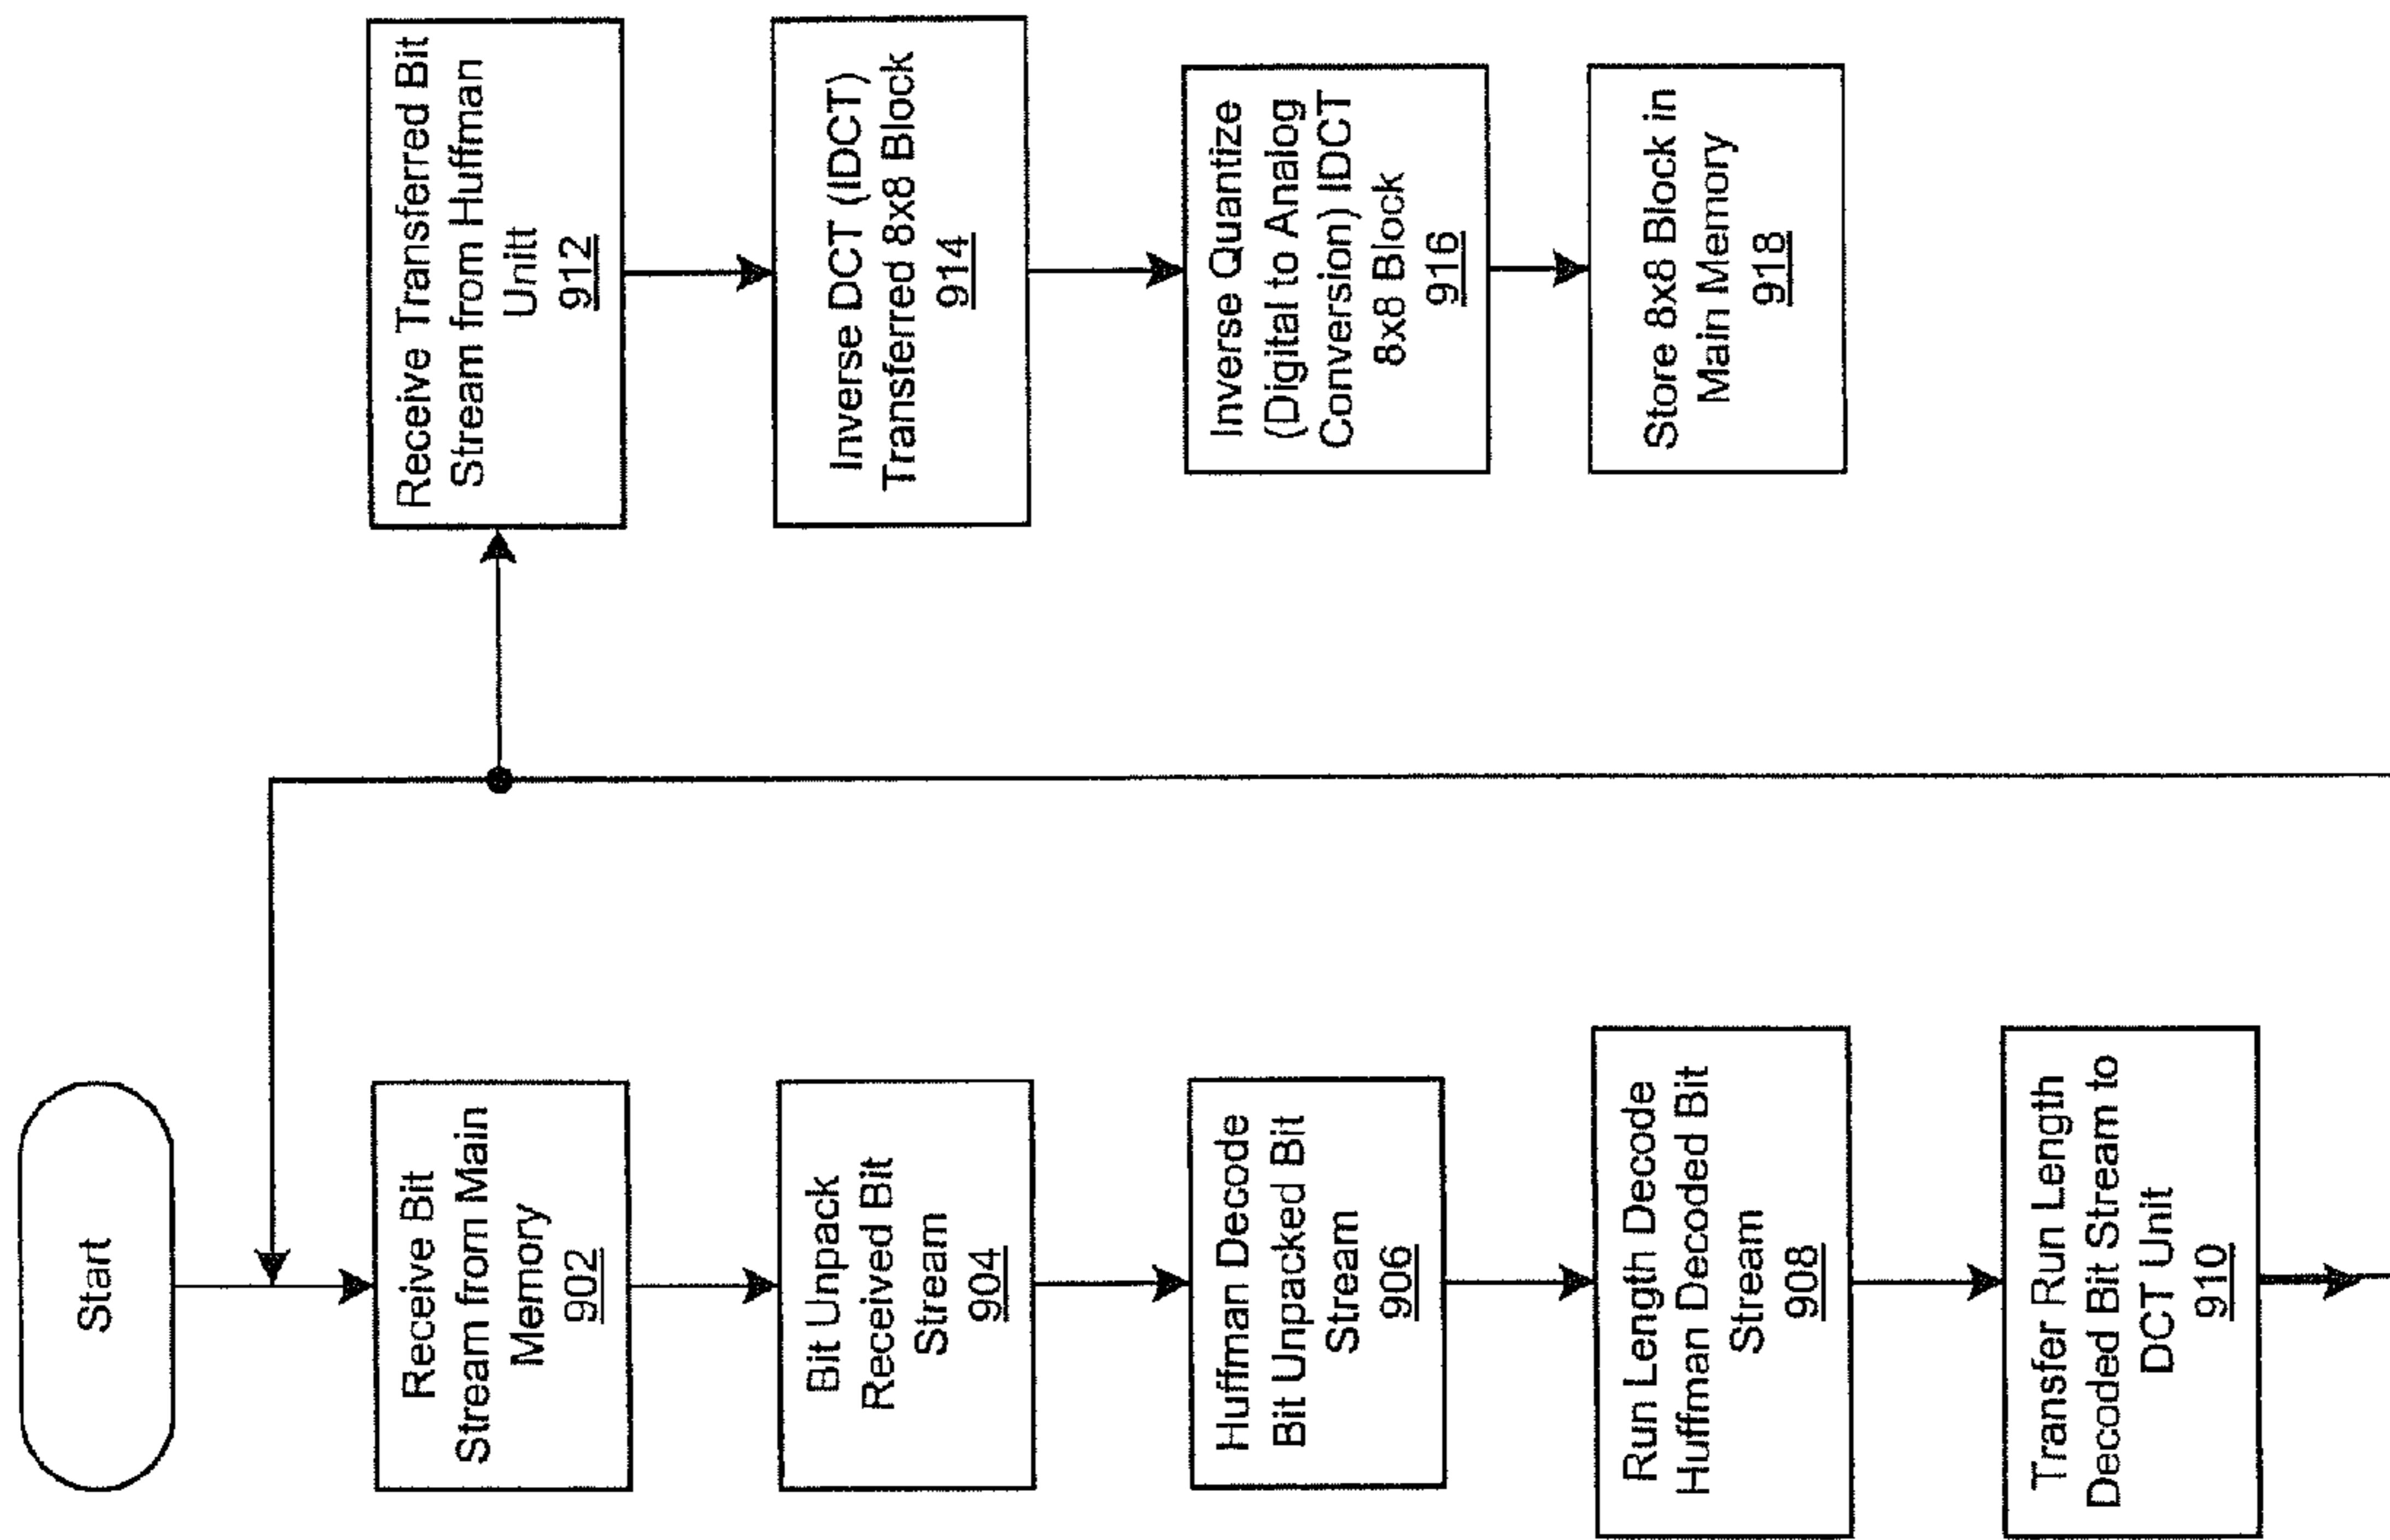 Start
Receive Bit
Stream from Main
Memory
902
Bit Unpack
Received Bit
Stream
904
Huffman Decode
Bit Unpacked Bit
Stream
906
Run Length Decode
Huffman Decoded Bit
Stream
908
Transfer Run Length
Decoded Bit Stream to
DCT Unit
910
Receive Transferred Bit
Stream from Huffman
Unitt
912
Inverse DCT (IDCT)
Transferred 8x8 Block
914
Inverse Quantize
(Digital to Analog
Conversion) IDCT
8x8 Block
916
Store 8x8 Block in
Main Memory
918